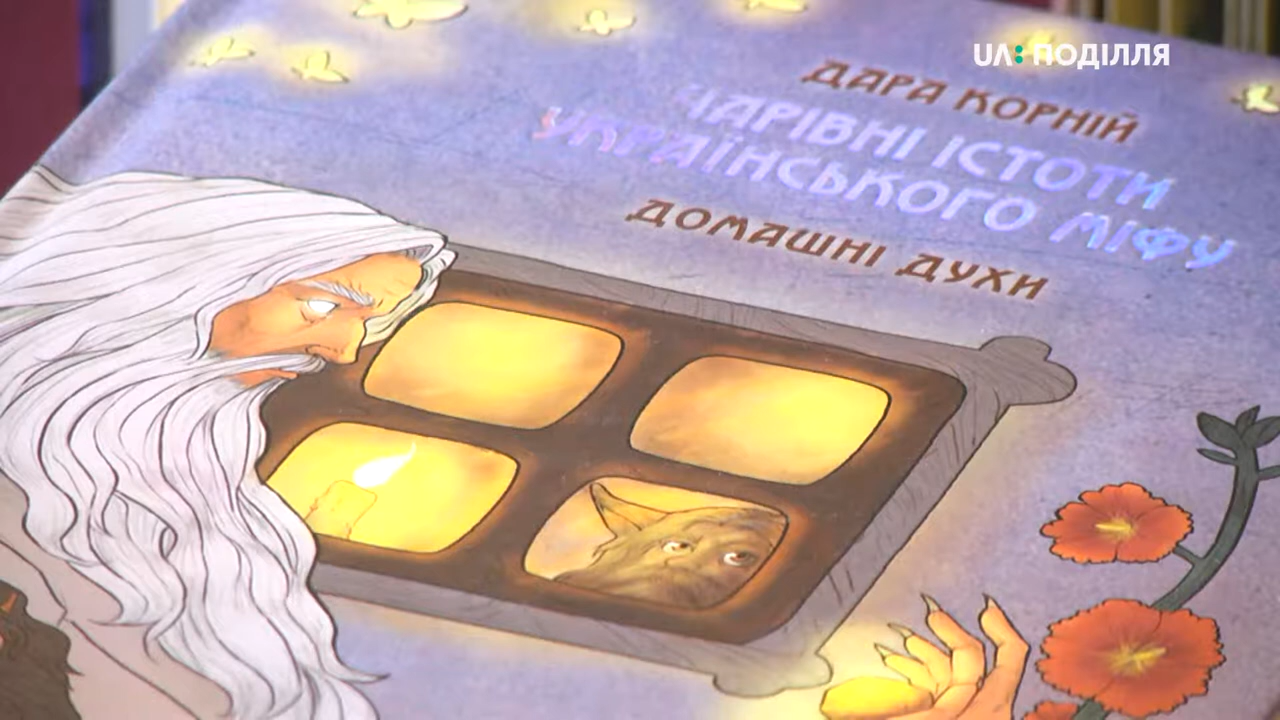 UA: ПОДІЛЛЯ
ДАРА КОРНІЙ
ЧАРІВНІ ІСТОТИ
УКРАЇНСЬКОГО МІФУ
ДОМАШНІ ДУХИ